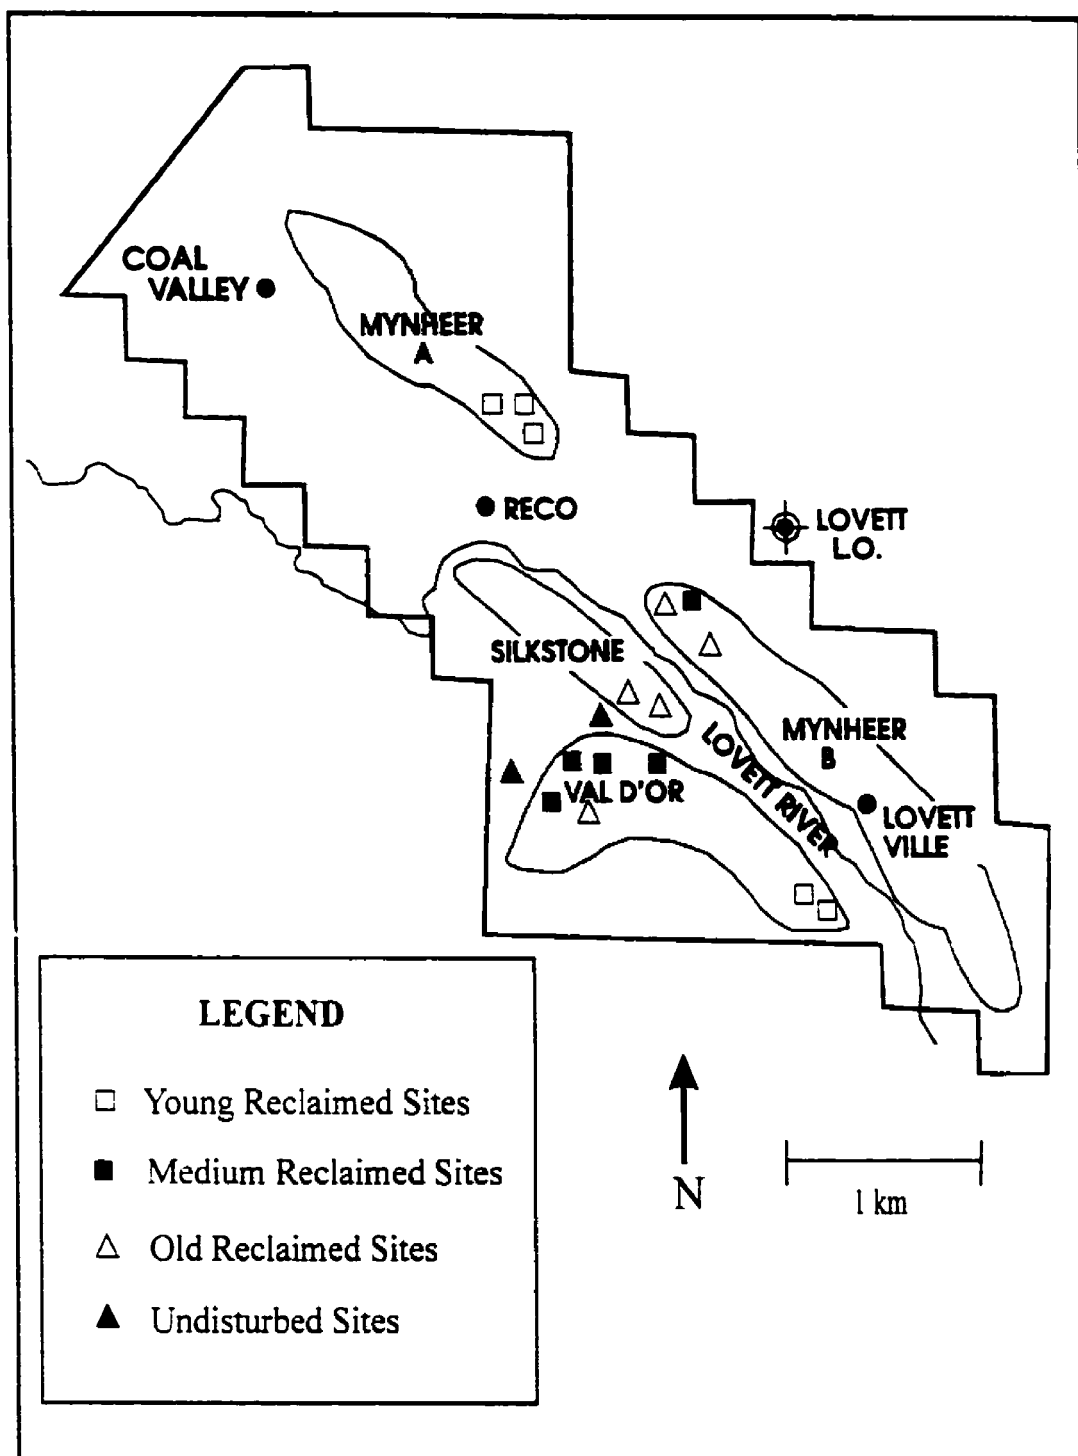 COAL
VALLEY
MYNHEER
A
RECO
LOVETT
L.O.
SILKSTONE
MYNHEER
B
LOVETT RIVER
VAL D'OR
LOVETT
VILLE
LEGEND
Young Reclaimed Sites
Medium Reclaimed Sites
Old Reclaimed Sites
Undisturbed Sites
N
1 km